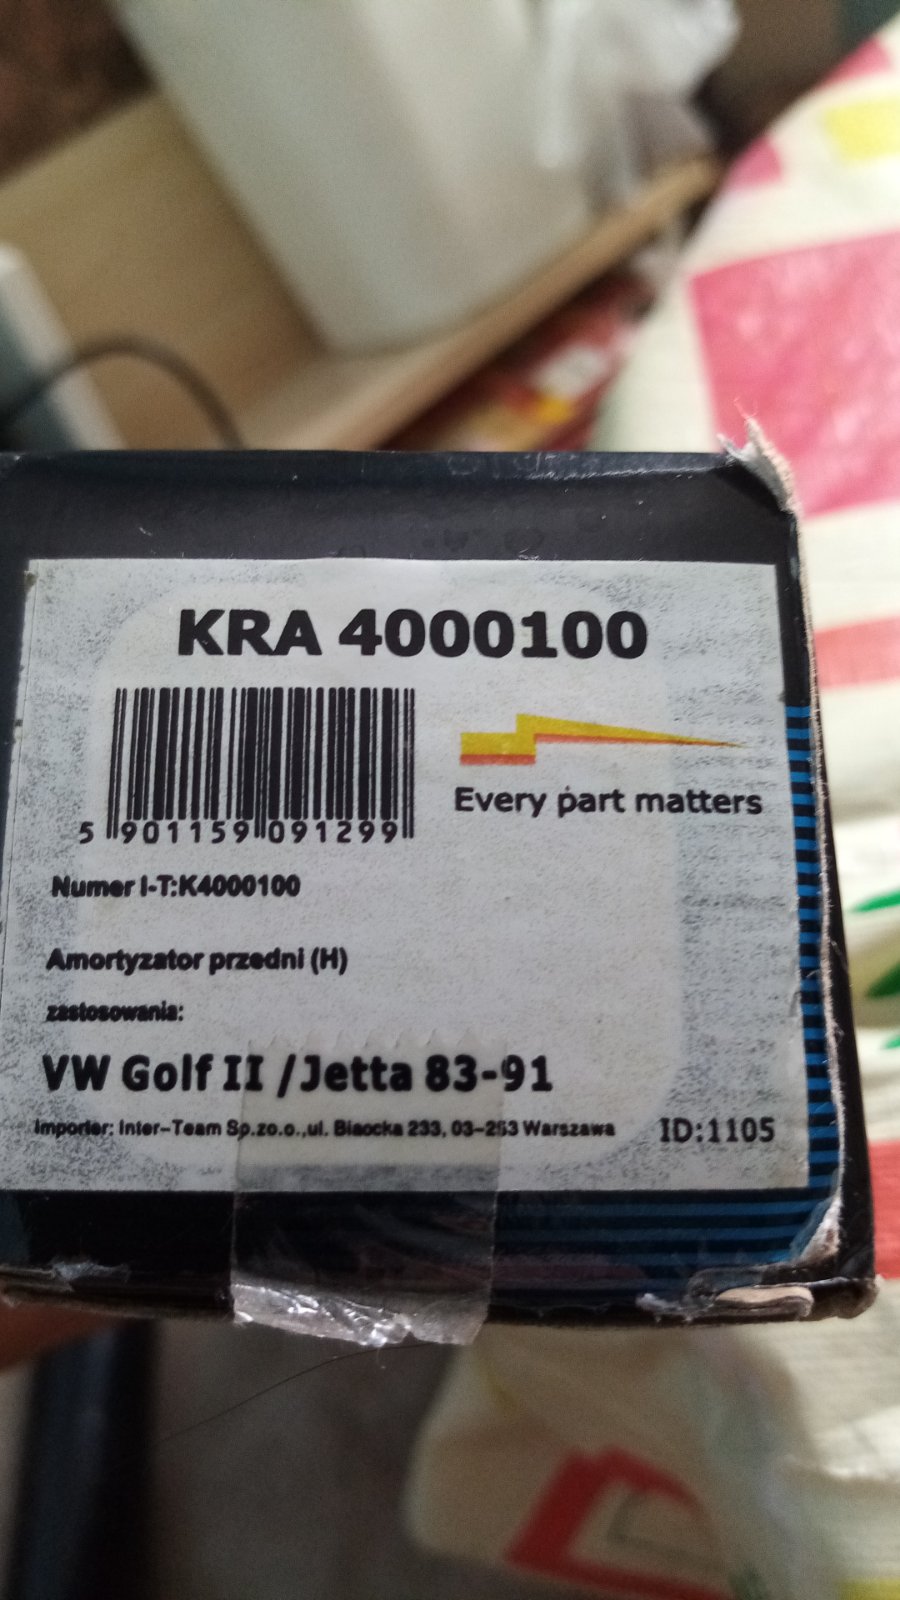 KRA 4000100
5 901159 091299
Every part matters
Numer I-T:K4000100
Amortyzator przedni (H)
zastosowania:
VW Golf II /Jetta 83-91
Importer: Inter-Team Sp.zo.o.,ul. Białocka 233, 03-253 Warszawa
ID:1105